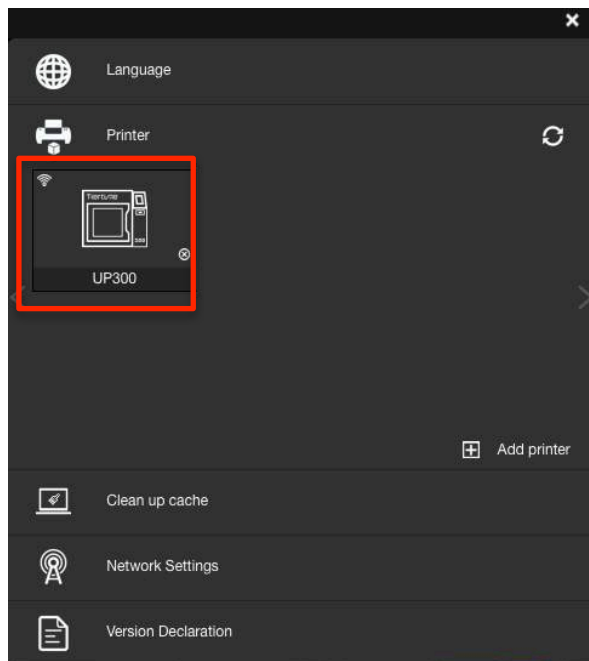 Language
Printer
UP300
Add printer
Clean up cache
Network Settings
Version Declaration